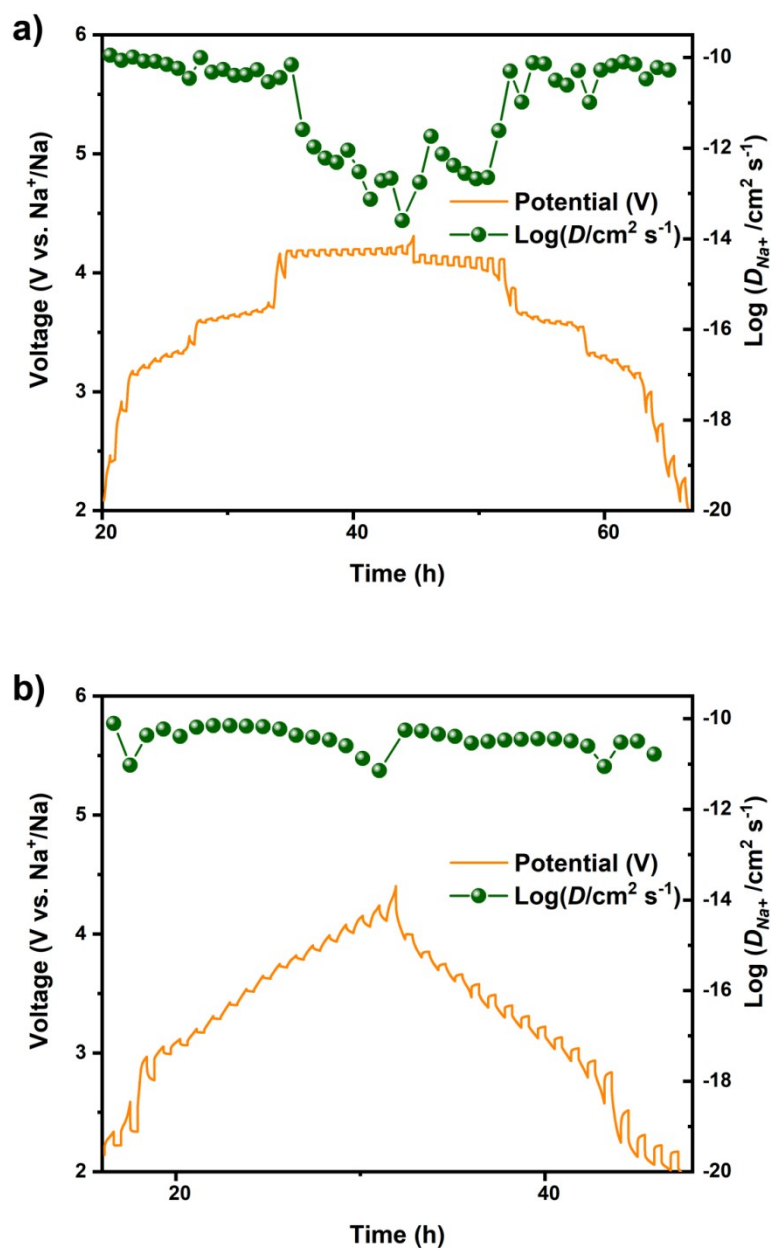 a)
6
5
4
3
2
Voltage (V vs. Na⁺/Na)
-10
-12
-14
-16
-18
-20
Log (D_Na+ /cm² s⁻¹)
Potential (V)
Log(D/cm² s⁻¹)
20
40
60
Time (h)
b)
6
5
4
3
2
Voltage (V vs. Na⁺/Na)
-10
-12
-14
-16
-18
-20
Log (D_Na+ /cm² s⁻¹)
Potential (V)
Log(D/cm² s⁻¹)
20
40
Time (h)